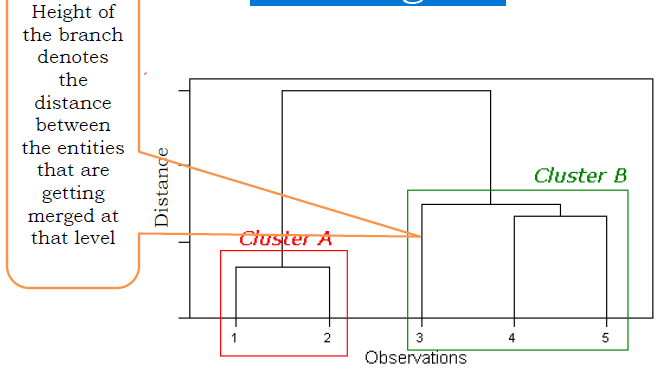 Height of
the branch
denotes
the
distance
between
the entities
that are
getting
merged at
that level
Distance
Cluster B
Cluster A
1
2
3
4
5
Observations